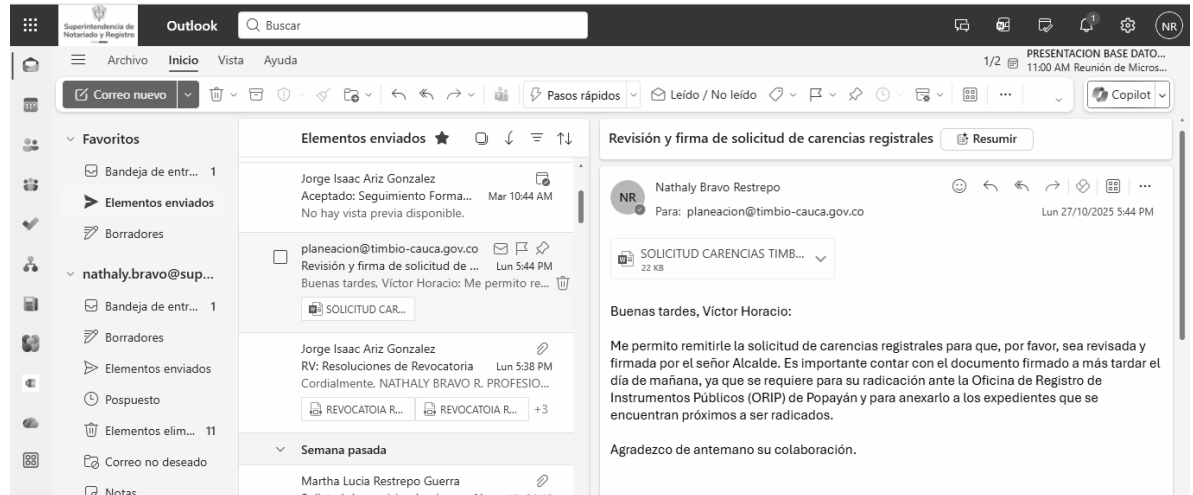 Superintendencia de
Notariado y Registro
Outlook
Buscar
1
NR
Archivo Inicio Vista Ayuda
1/2
PRESENTACION BASE DATO...
11:00 AM Reunión de Micros...
Correo nuevo
Pasos rápidos
Leído / No leído
Copilot
Favoritos
Bandeja de entr... 1
Elementos enviados
Borradores
nathaly.bravo@sup...
Bandeja de entr... 1
Borradores
Elementos enviados
Pospuesto
Elementos elim... 11
Correo no deseado
Notas
Elementos enviados
Jorge Isaac Ariz Gonzalez
Aceptado: Seguimiento Forma... Mar 10:44 AM
No hay vista previa disponible.
planeacion@timbio-cauca.gov.co
Revisión y firma de solicitud de ... Lun 5:44 PM
Buenas tardes, Víctor Horacio: Me permito re...
SOLICITUD CAR...
Jorge Isaac Ariz Gonzalez
RV: Resoluciones de Revocatoria Lun 5:38 PM
Cordialmente, NATHALY BRAVO R. PROFESIO...
REVOCATOIA R... REVOCATOIA R... +3
Semana pasada
Martha Lucia Restrepo Guerra
Revisión y firma de solicitud de carencias registrales
Resumir
NR
Nathaly Bravo Restrepo
Para: planeacion@timbio-cauca.gov.co
Lun 27/10/2025 5:44 PM
SOLICITUD CARENCIAS TIMB...
22 KB
Buenas tardes, Víctor Horacio:
Me permito remitirle la solicitud de carencias registrales para que, por favor, sea revisada y
firmada por el señor Alcalde. Es importante contar con el documento firmado a más tardar el
día de mañana, ya que se requiere para su radicación ante la Oficina de Registro de
Instrumentos Públicos (ORIP) de Popayán y para anexarlo a los expedientes que se
encuentran próximos a ser radicados.
Agradezco de antemano su colaboración.